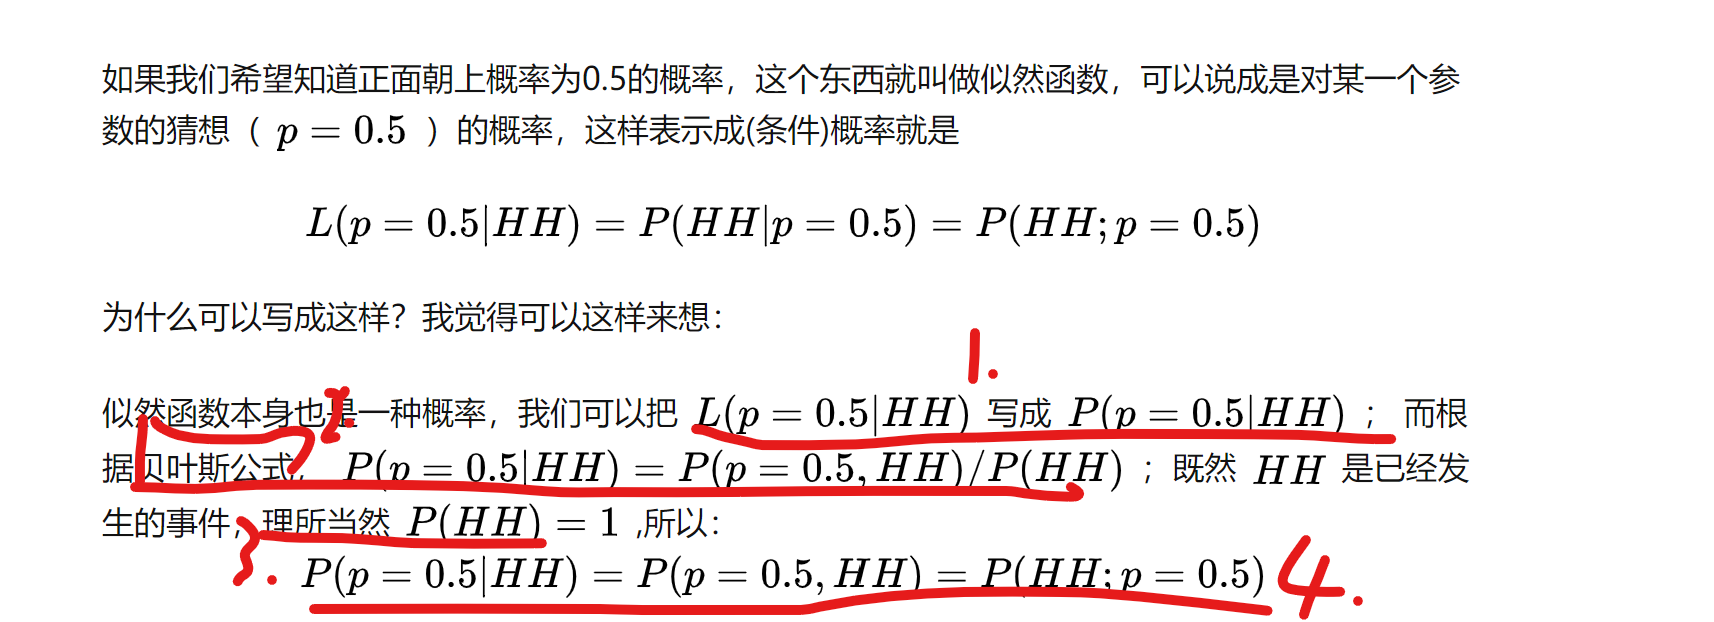 如果我们希望知道正面朝上概率为0.5的概率，这个东西就叫做似然函数，可以说成是对某一个参
数的猜想（ p = 0.5 ）的概率，这样表示成(条件)概率就是
L(p = 0.5|HH) = P(HH|p = 0.5) = P(HH; p = 0.5)
为什么可以写成这样？我觉得可以这样来想：
1.
2.
似然函数本身也是一种概率，我们可以把 L(p = 0.5|HH) 写成 P(p = 0.5|HH) ； 而根
据贝叶斯公式， P(p = 0.5|HH) = P(p = 0.5, HH)/P(HH) ；既然 HH 是已经发
生的事件，理所当然 P(HH) = 1 ,所以：
3. P(p = 0.5|HH) = P(p = 0.5, HH) = P(HH; p = 0.5) 4.